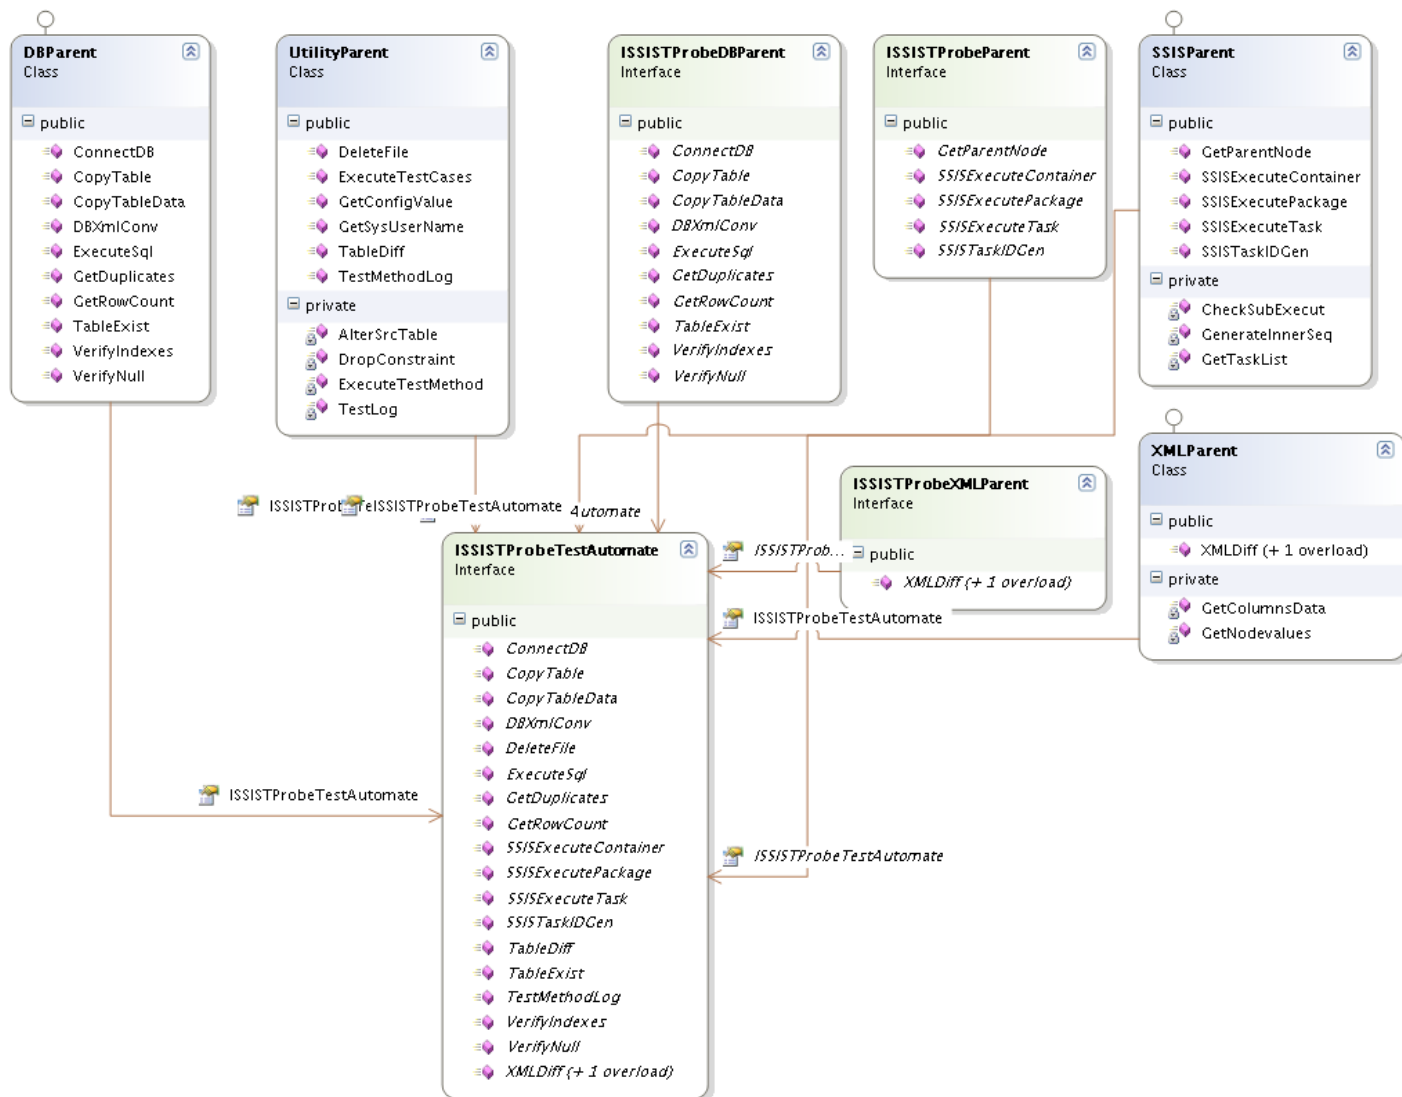 DBParent
Class
public
ConnectDB
CopyTable
CopyTableData
DBXmlConv
ExecuteSql
GetDuplicates
GetRowCount
TableExist
VerifyIndexes
VerifyNull
UtilityParent
Class
public
DeleteFile
ExecuteTestCases
GetConfigValue
GetSysUserName
TableDiff
TestMethodLog
private
AlterSrcTable
DropConstraint
ExecuteTestMethod
TestLog
ISSISTProbeDBParent
Interface
public
ConnectDB
CopyTable
CopyTableData
DBXmlConv
ExecuteSql
GetDuplicates
GetRowCount
TableExist
VerifyIndexes
VerifyNull
ISSISTProbeParent
Interface
public
GetParentNode
SSISExecuteContainer
SSISExecutePackage
SSISExecuteTask
SSISTaskIDGen
SSISParent
Class
public
GetParentNode
SSISExecuteContainer
SSISExecutePackage
SSISExecuteTask
SSISTaskIDGen
private
CheckSubExecut
GenerateInnerSeq
GetTaskList
XMLParent
Class
public
XMLDiff (+ 1 overload)
private
GetColumnsData
GetNodevalues
ISSISTProbeXMLParent
Interface
public
XMLDiff (+ 1 overload)
ISSISTProbeTestAutomate
ISSISTProb...
ISSISTProbeTestAutomate
ISSISTProbeTestAutomate
ISSISTProbeTestAutomate
ISSISTProbeTestAutomate
Interface
public
ConnectDB
CopyTable
CopyTableData
DBXmlConv
DeleteFile
ExecuteSql
GetDuplicates
GetRowCount
SSISExecuteContainer
SSISExecutePackage
SSISExecuteTask
SSISTaskIDGen
TableDiff
TableExist
TestMethodLog
VerifyIndexes
VerifyNull
XMLDiff (+ 1 overload)